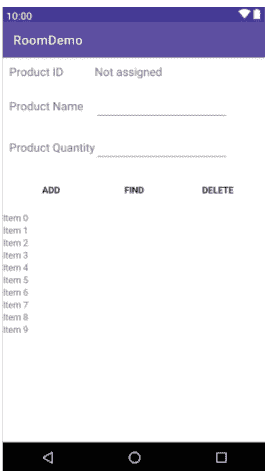 10:00
RoomDemo
Product ID Not assigned
Product Name
Product Quantity
ADD FIND DELETE
Item 0
Item 1
Item 2
Item 3
Item 4
Item 5
Item 6
Item 7
Item 8
Item 9